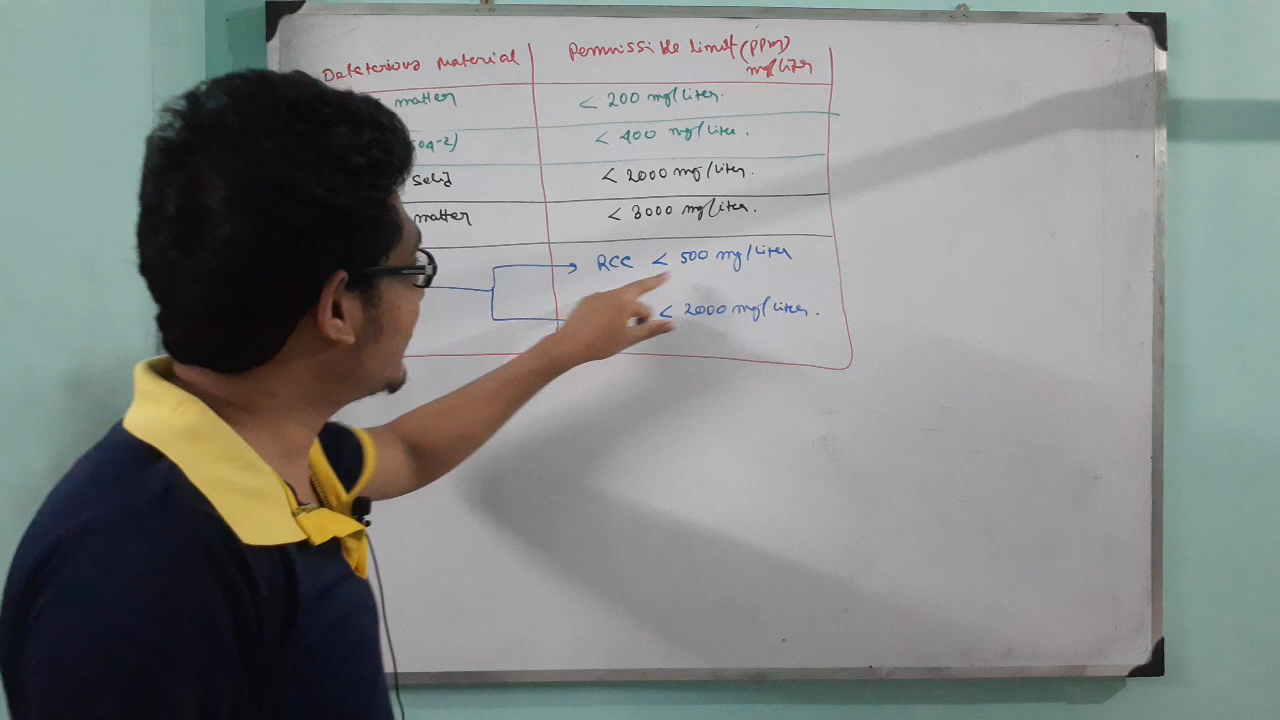 Deleterious Material
Permissible limit (PPM)
mg/Liter
matter
< 200 mg/liter.
SO4-2)
< 400 mg/liter.
Solid
< 2000 mg/liter.
matter
< 3000 mg/liter.
RCC < 500 mg/liter
< 2000 mg/liter.